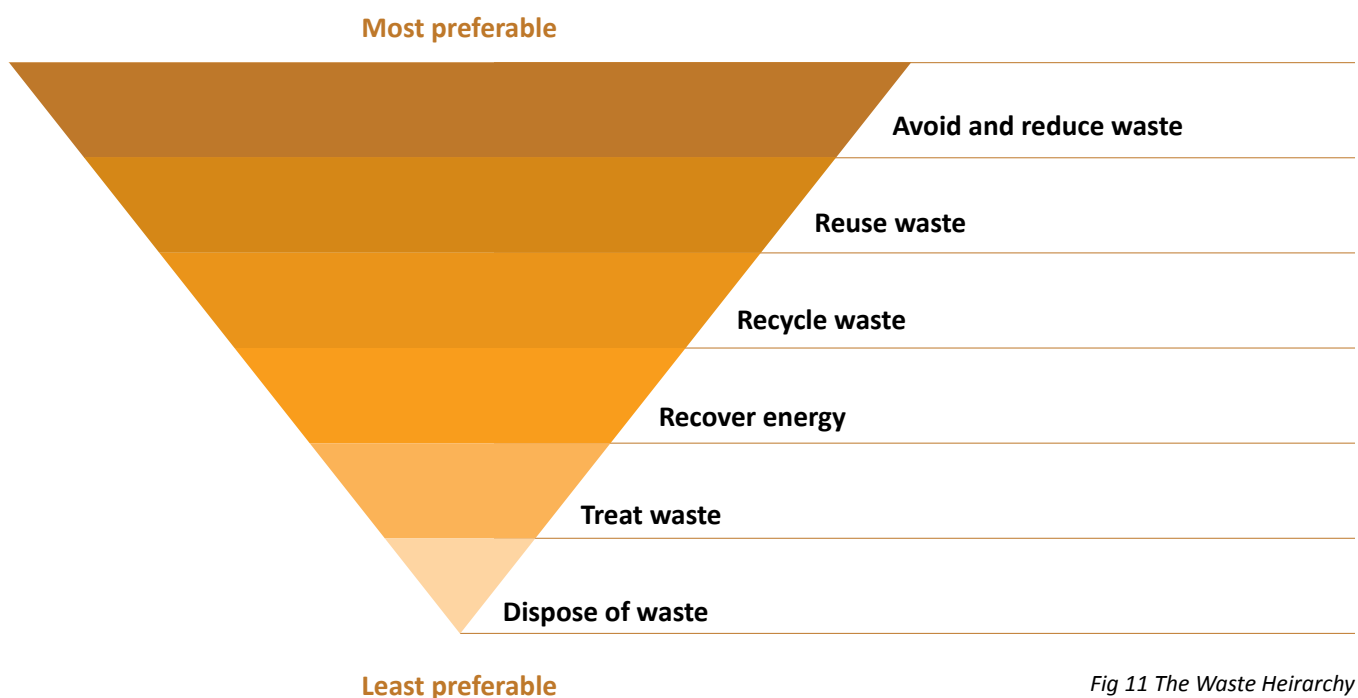 Most preferable
Avoid and reduce waste
Reuse waste
Recycle waste
Recover energy
Treat waste
Dispose of waste
Least preferable
Fig 11 The Waste Heirarchy